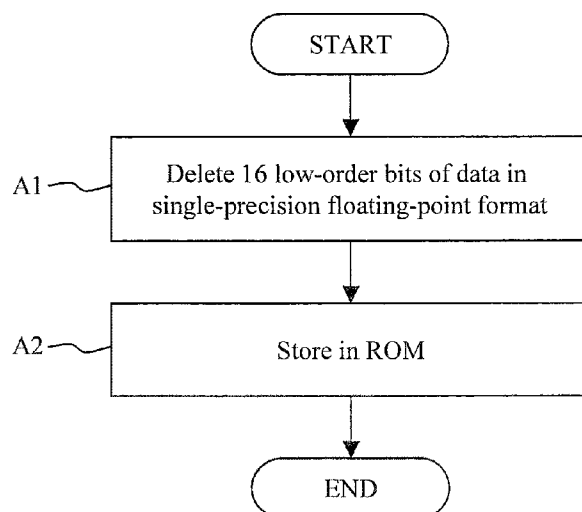 START
A1
Delete 16 low-order bits of data in
single-precision floating-point format
A2
Store in ROM
END